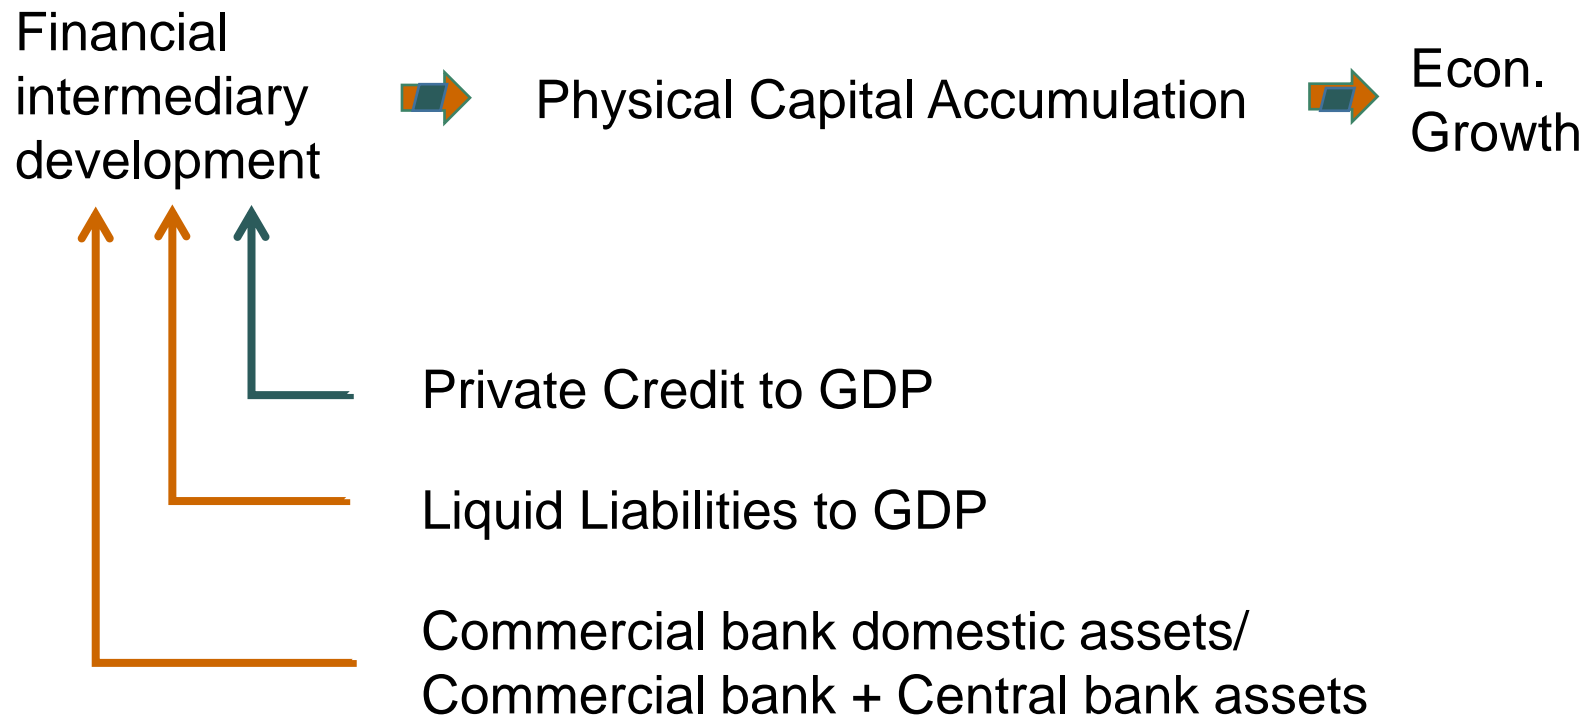 Financial
intermediary
development
Physical Capital Accumulation
Econ.
Growth
Private Credit to GDP
Liquid Liabilities to GDP
Commercial bank domestic assets/
Commercial bank + Central bank assets